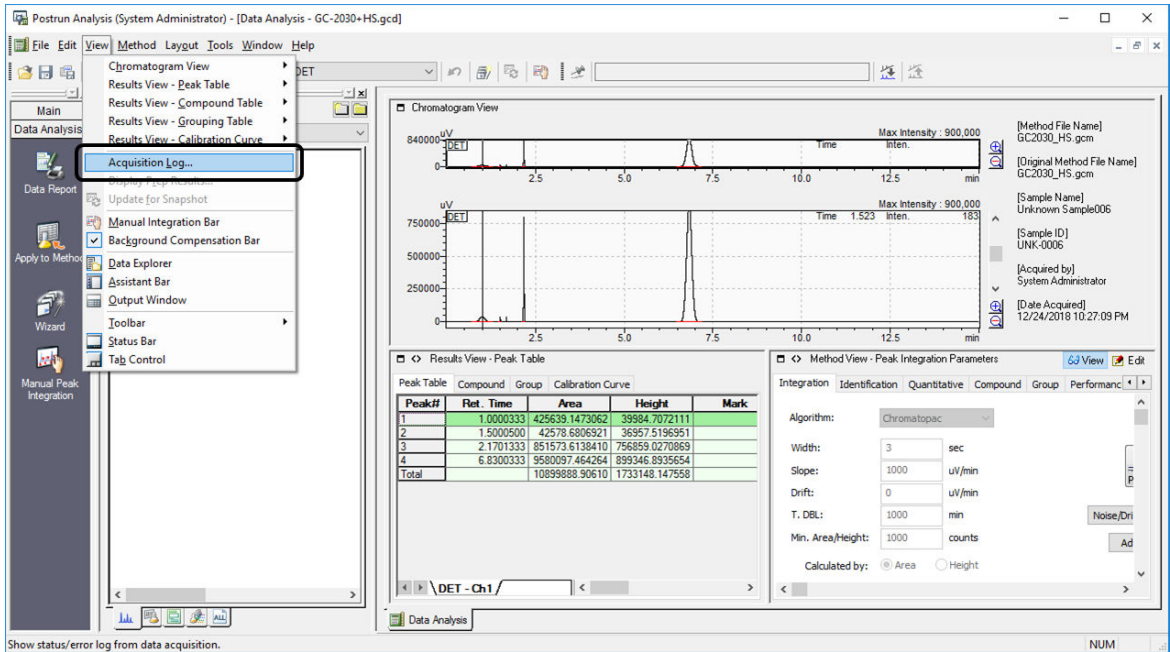 Postrun Analysis (System Administrator) - [Data Analysis - GC-2030+HS.gcd]
File Edit View Method Layout Tools Window Help
DET
Main
Data Analysis
Data Report
Apply to Metho
Wizard
Manual Peak
Integration
Chromatogram View
Results View - Peak Table
Results View - Compound Table
Results View - Grouping Table
Results View - Calibration Curve
Acquisition Log...
Display Prep Results...
Update for Snapshot
Manual Integration Bar
Background Compensation Bar
Data Explorer
Assistant Bar
Output Window
Toolbar
Status Bar
Tab Control
ALL
Chromatogram View
uV
Max Intensity : 900,000
840000
DET
Time Inten.
0
2.5 5.0 7.5 10.0 12.5 min
uV
Max Intensity : 900,000
750000
DET
Time 1.523 Inten. 183
500000
250000
0
2.5 5.0 7.5 10.0 12.5 min
[Method File Name]
GC2030_HS.gcm
[Original Method File Name]
GC2030_HS.gcm
[Sample Name]
Unknown Sample006
[Sample ID]
UNK-0006
[Acquired by]
System Administrator
[Date Acquired]
12/24/2018 10:27:09 PM
Results View - Peak Table
Peak Table Compound Group Calibration Curve
Peak# Ret. Time Area Height Mark
1 1.0000333 425639.1473062 39984.7072111
2 1.5000500 42578.6806921 36957.5196951
3 2.1701333 851573.6138410 756859.0270869
4 6.8300333 9580097.464264 899346.8935654
Total 10899888.90610 1733148.147558
DET - Ch1
Method View - Peak Integration Parameters
View Edit
Integration Identification Quantitative Compound Group Performanc
Algorithm: Chromatopac
Width: 3 sec
Slope: 1000 uV/min
Drift: 0 uV/min
T. DBL: 1000 min
Min. Area/Height: 1000 counts
Calculated by: Area Height
P
Noise/Dri
Ad
Data Analysis
Show status/error log from data acquisition.
NUM